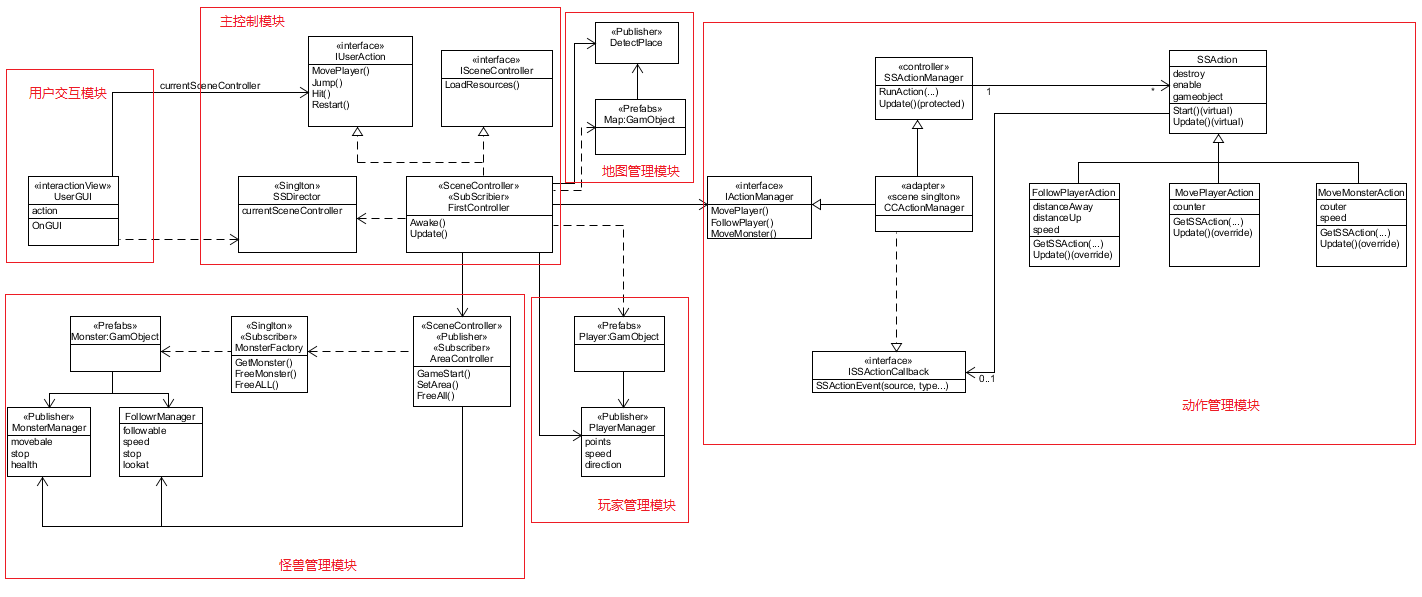 主控制模块
«interface»
IUserAction
MovePlayer()
Jump()
Hit()
Restart()
«interface»
ISceneController
LoadResources()
«Singlton»
SSDirector
currentSceneController
«SceneController»
«SubScribier»
FirstController
Awake()
Update()
用户交互模块
currentSceneController
«interactionView»
UserGUI
action
OnGUI
«Publisher»
DetectPlace
«Prefabs»
Map:GamObject
地图管理模块
«controller»
SSActionManager
RunAction(...)
Update()(protected)
1
*
SSAction
destroy
enable
gameobject
Start()(virtual)
Update()(virtual)
«interface»
IActionManager
MovePlayer()
FollowPlayer()
MoveMonster()
«adapter»
«scene singlton»
CCActionManager
FollowPlayerAction
distanceAway
distanceUp
speed
GetSSAction(...)
Update()(override)
MovePlayerAction
counter
GetSSAction(...)
Update()(override)
MoveMonsterAction
couter
speed
GetSSAction(...)
Update()(override)
«interface»
ISSActionCallback
SSActionEvent(source, type...)
0..1
动作管理模块
«Prefabs»
Monster:GamObject
«Singlton»
«Subscriber»
MonsterFactory
GetMonster()
FreeMonster()
FreeALL()
«SceneController»
«Publisher»
«Subscriber»
AreaController
GameStart()
SetArea()
FreeAll()
«Publisher»
MonsterManager
movebale
stop
health
FollowrManager
followable
speed
stop
lookat
怪兽管理模块
«Prefabs»
Player:GamObject
«Publisher»
PlayerManager
points
speed
direction
玩家管理模块